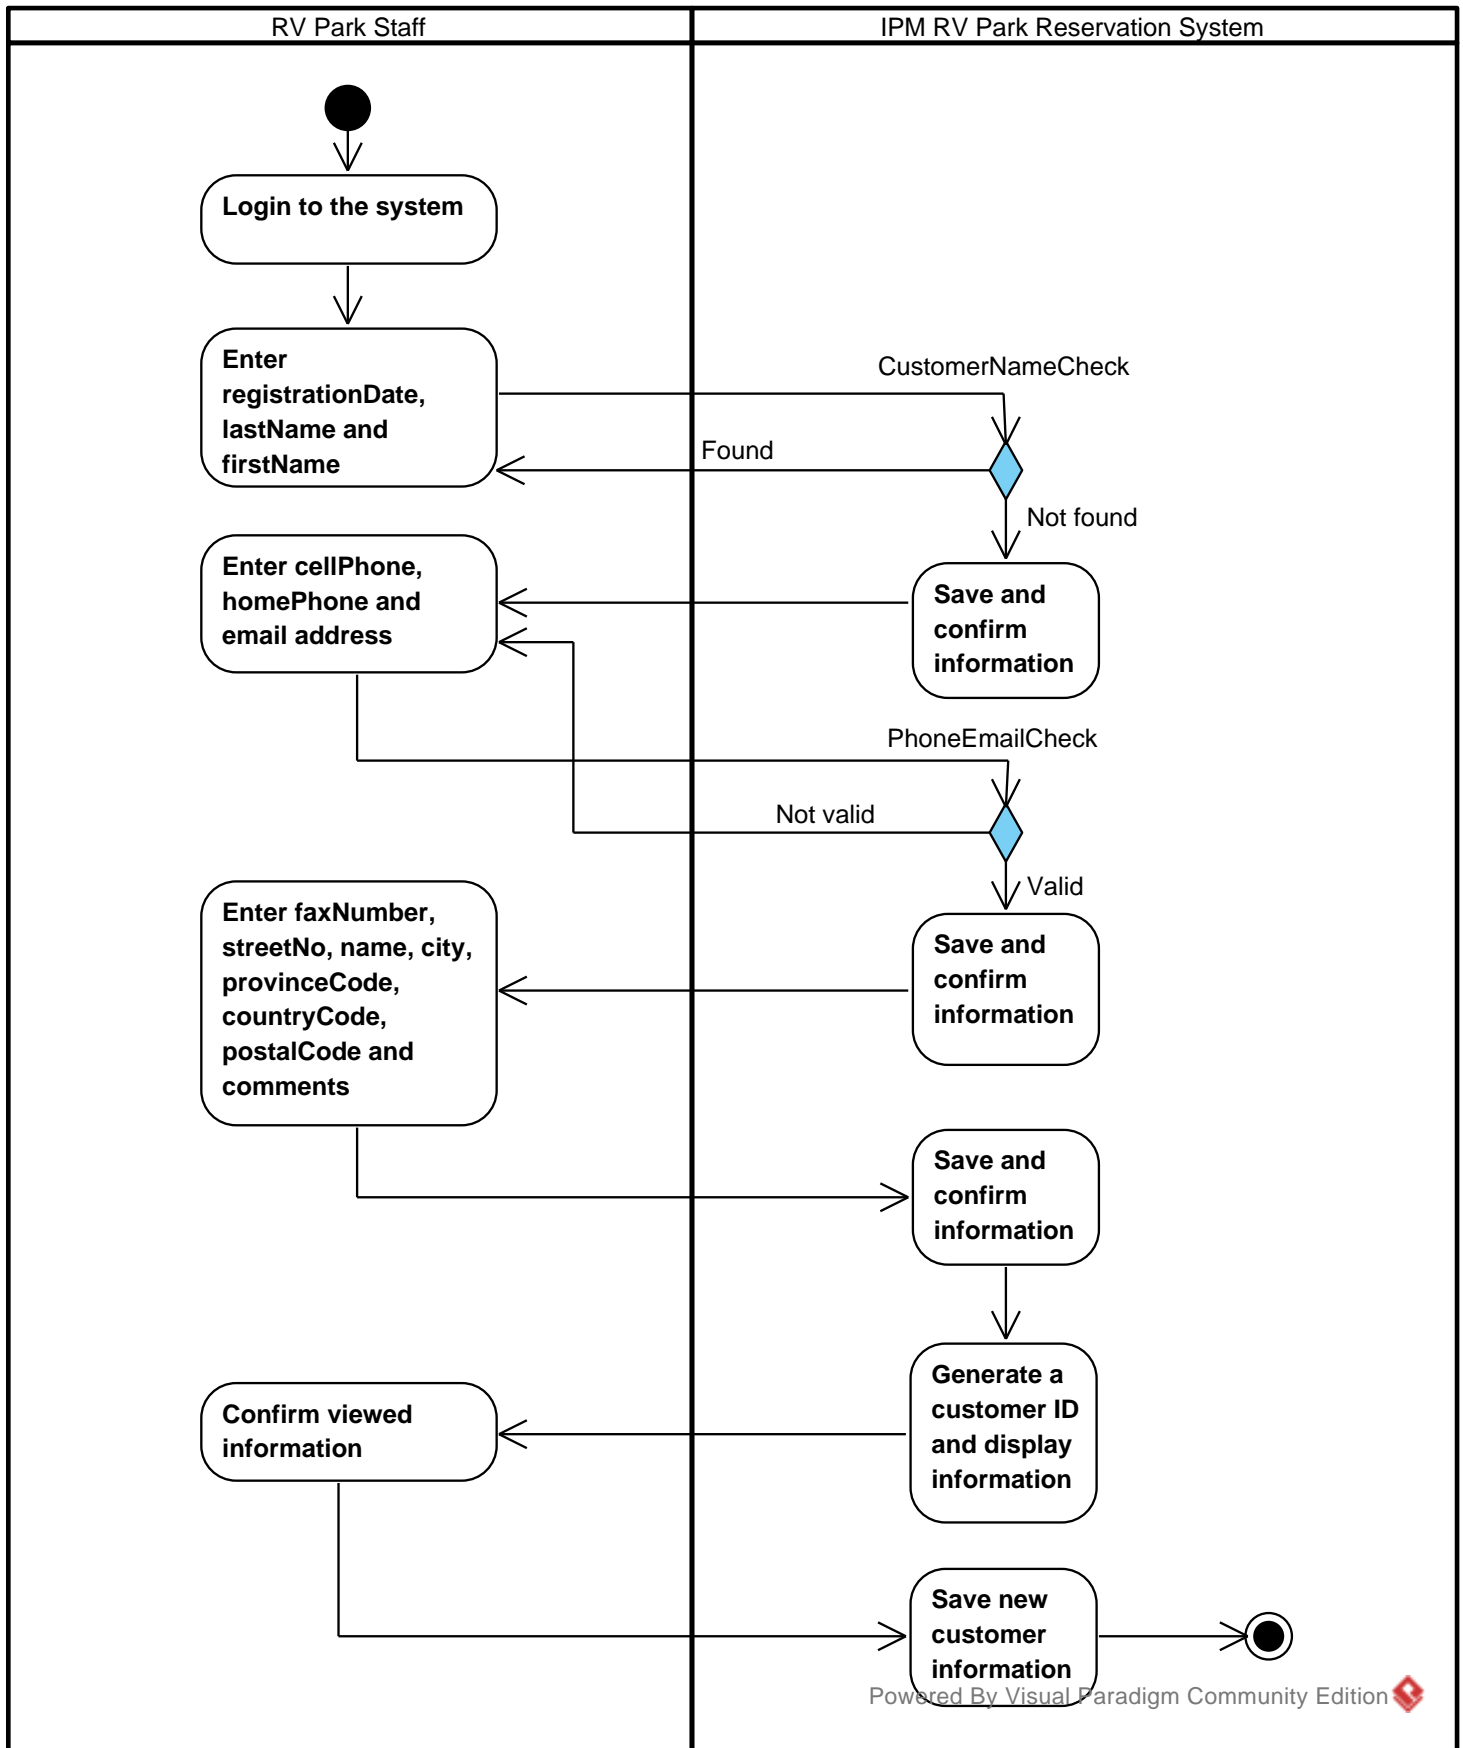 RV Park Staff
IPM RV Park Reservation System
Login to the system
Enter
registrationDate,
lastName and
firstName
CustomerNameCheck
Found
Not found
Enter cellPhone,
homePhone and
email address
Save and
confirm
information
PhoneEmailCheck
Not valid
Valid
Enter faxNumber,
streetNo, name, city,
provinceCode,
countryCode,
postalCode and
comments
Save and
confirm
information
Save and
confirm
information
Generate a
customer ID
and display
information
Confirm viewed
information
Save new
customer
information
Powered By Visual Paradigm Community Edition